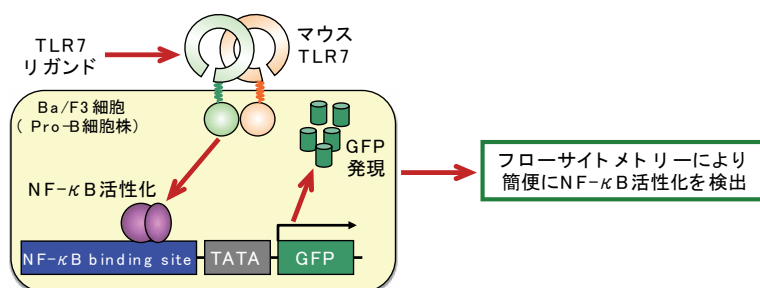 TLR7
リガンド
マウス
TLR7
Ba/F3細胞
( Pro-B細胞株)
GFP
発現
NF-κB活性化
NF-κB binding site
TATA
GFP
フローサイトメトリーにより
簡便にNF-κB活性化を検出